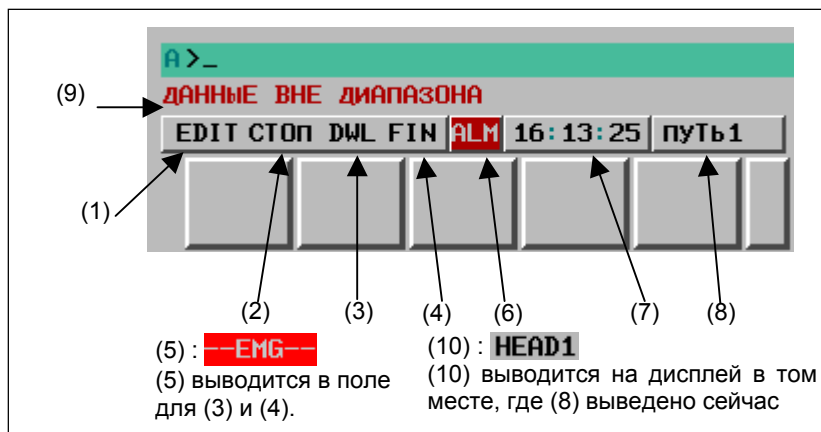 A>_
(9)
ДАННЫЕ ВНЕ ДИАПАЗОНА
EDIT СТОП DWL FIN ALM 16:13:25 ПУТЬ1
(1)
(2) (3) (4) (6) (7) (8)
(5) : --EMG--
(5) выводится в поле
для (3) и (4).
(10) : HEAD1
(10) выводится на дисплей в том
месте, где (8) выведено сейчас